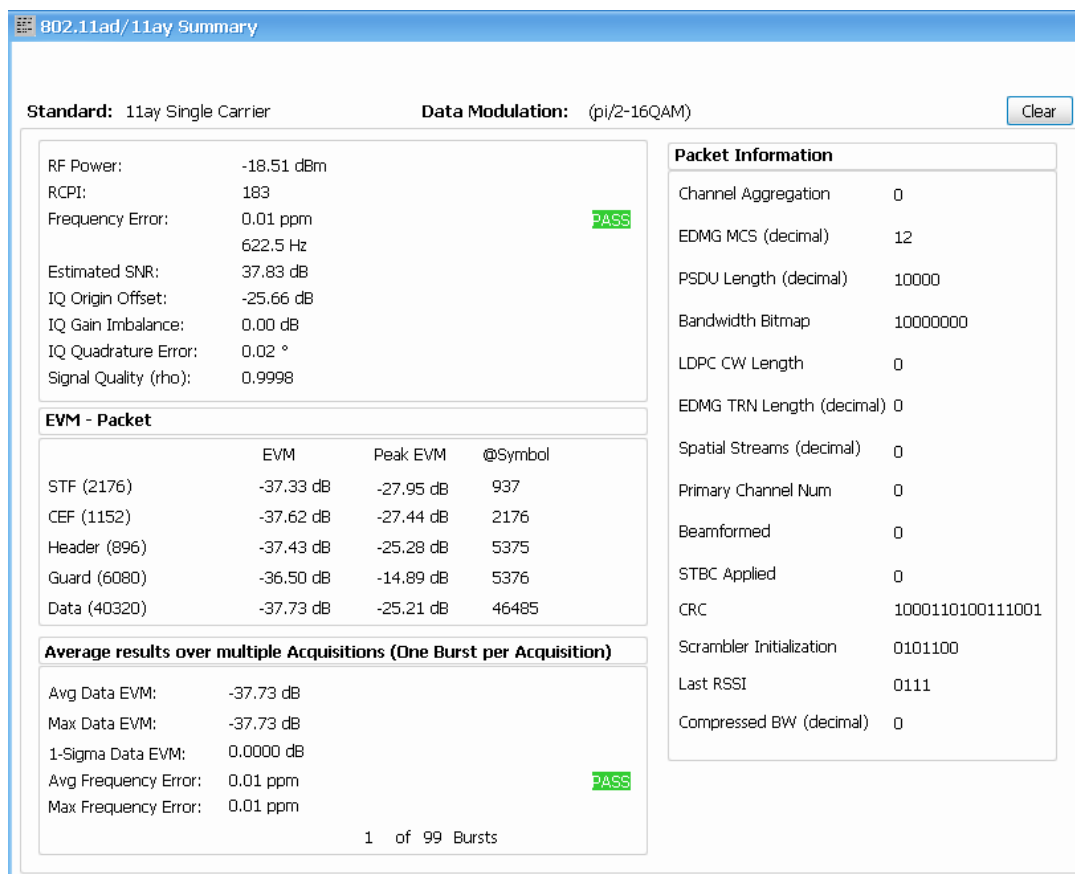 802.11ad/11ay Summary
Standard: 11ay Single Carrier Data Modulation: (pi/2-16QAM) Clear
RF Power: -18.51 dBm
RCPI: 183
Frequency Error: 0.01 ppm PASS
622.5 Hz
Estimated SNR: 37.83 dB
IQ Origin Offset: -25.66 dB
IQ Gain Imbalance: 0.00 dB
IQ Quadrature Error: 0.02 °
Signal Quality (rho): 0.9998
EVM - Packet
EVM Peak EVM @Symbol
STF (2176) -37.33 dB -27.95 dB 937
CEF (1152) -37.62 dB -27.44 dB 2176
Header (896) -37.43 dB -25.28 dB 5375
Guard (6080) -36.50 dB -14.89 dB 5376
Data (40320) -37.73 dB -25.21 dB 46485
Average results over multiple Acquisitions (One Burst per Acquisition)
Avg Data EVM: -37.73 dB
Max Data EVM: -37.73 dB
1-Sigma Data EVM: 0.0000 dB
Avg Frequency Error: 0.01 ppm PASS
Max Frequency Error: 0.01 ppm
1 of 99 Bursts
Packet Information
Channel Aggregation 0
EDMG MCS (decimal) 12
PSDU Length (decimal) 10000
Bandwidth Bitmap 10000000
LDPC CW Length 0
EDMG TRN Length (decimal) 0
Spatial Streams (decimal) 0
Primary Channel Num 0
Beamformed 0
STBC Applied 0
CRC 1000110100111001
Scrambler Initialization 0101100
Last RSSI 0111
Compressed BW (decimal) 0